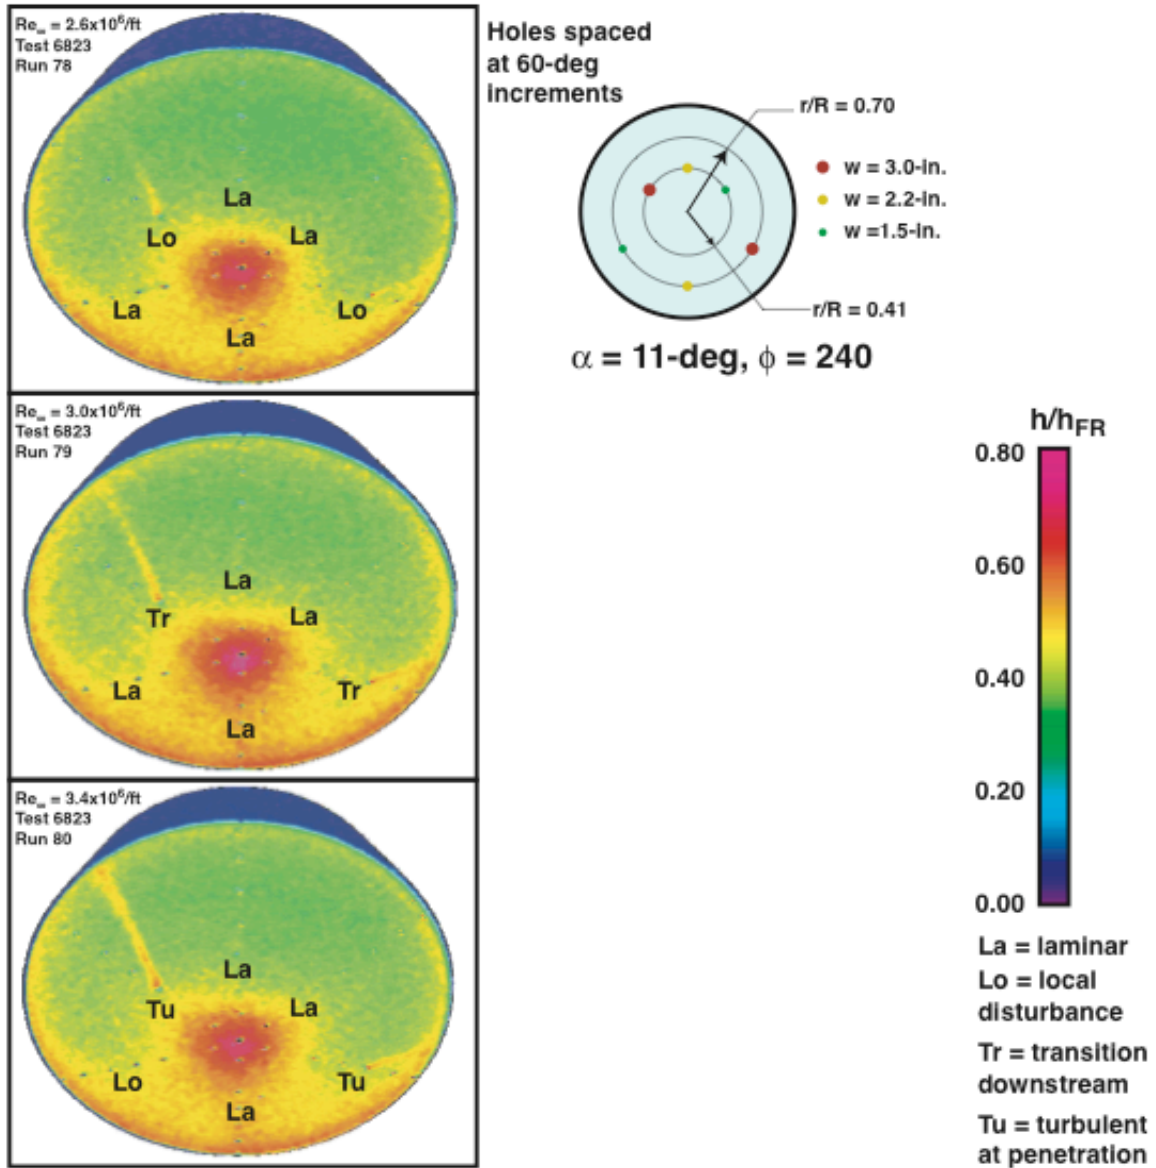 Re∞ = 2.6x10⁶/ft
Test 6823
Run 78
La
Lo
La
La
Lo
La
Holes spaced
at 60-deg
increments
r/R = 0.70
w = 3.0-in.
w = 2.2-in.
w =1.5-in.
r/R = 0.41
α = 11-deg, ϕ = 240
Re∞ = 3.0x10⁶/ft
Test 6823
Run 79
La
Tr
La
La
Tr
La
Re∞ = 3.4x10⁶/ft
Test 6823
Run 80
La
Tu
La
Lo
Tu
La
h/hFR
0.80
0.60
0.40
0.20
0.00
La = laminar
Lo = local
disturbance
Tr = transition
downstream
Tu = turbulent
at penetration